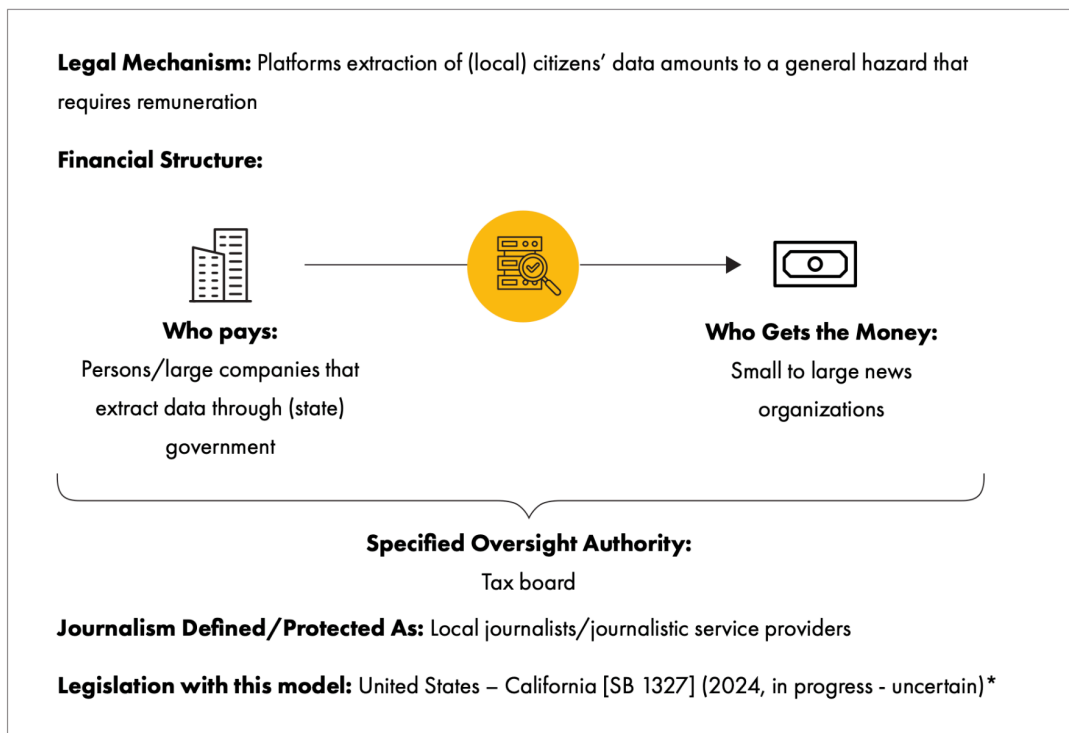 Legal Mechanism: Platforms extraction of (local) citizens’ data amounts to a general hazard that
requires remuneration
Financial Structure:
Who pays:
Persons/large companies that
extract data through (state)
government
Who Gets the Money:
Small to large news
organizations
Specified Oversight Authority:
Tax board
Journalism Defined/Protected As: Local journalists/journalistic service providers
Legislation with this model: United States – California [SB 1327] (2024, in progress - uncertain)*